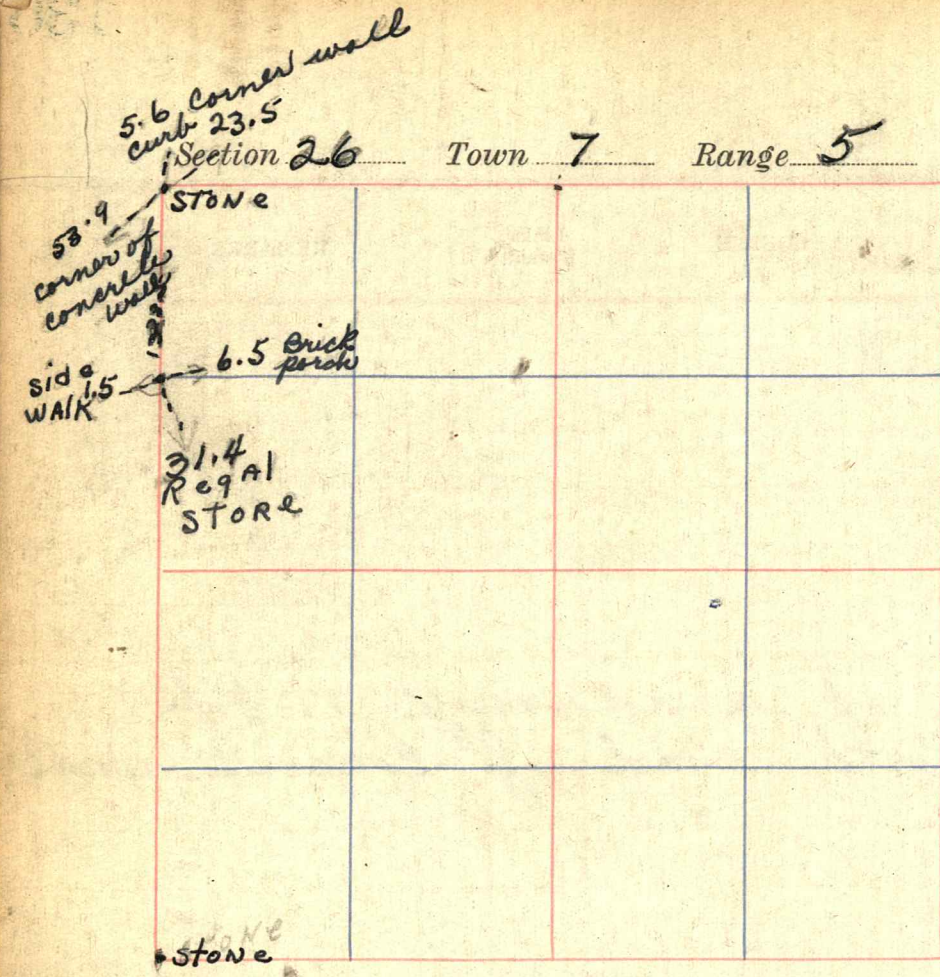 5.6 corner wall
curb 23.5
Section 26 Town 7 Range 5
STONe
53.9
corner of
concrete
wall
6.5 Brick
porch
side
WAlK 1.5
31.4
RegAl
STORe
stone
stone